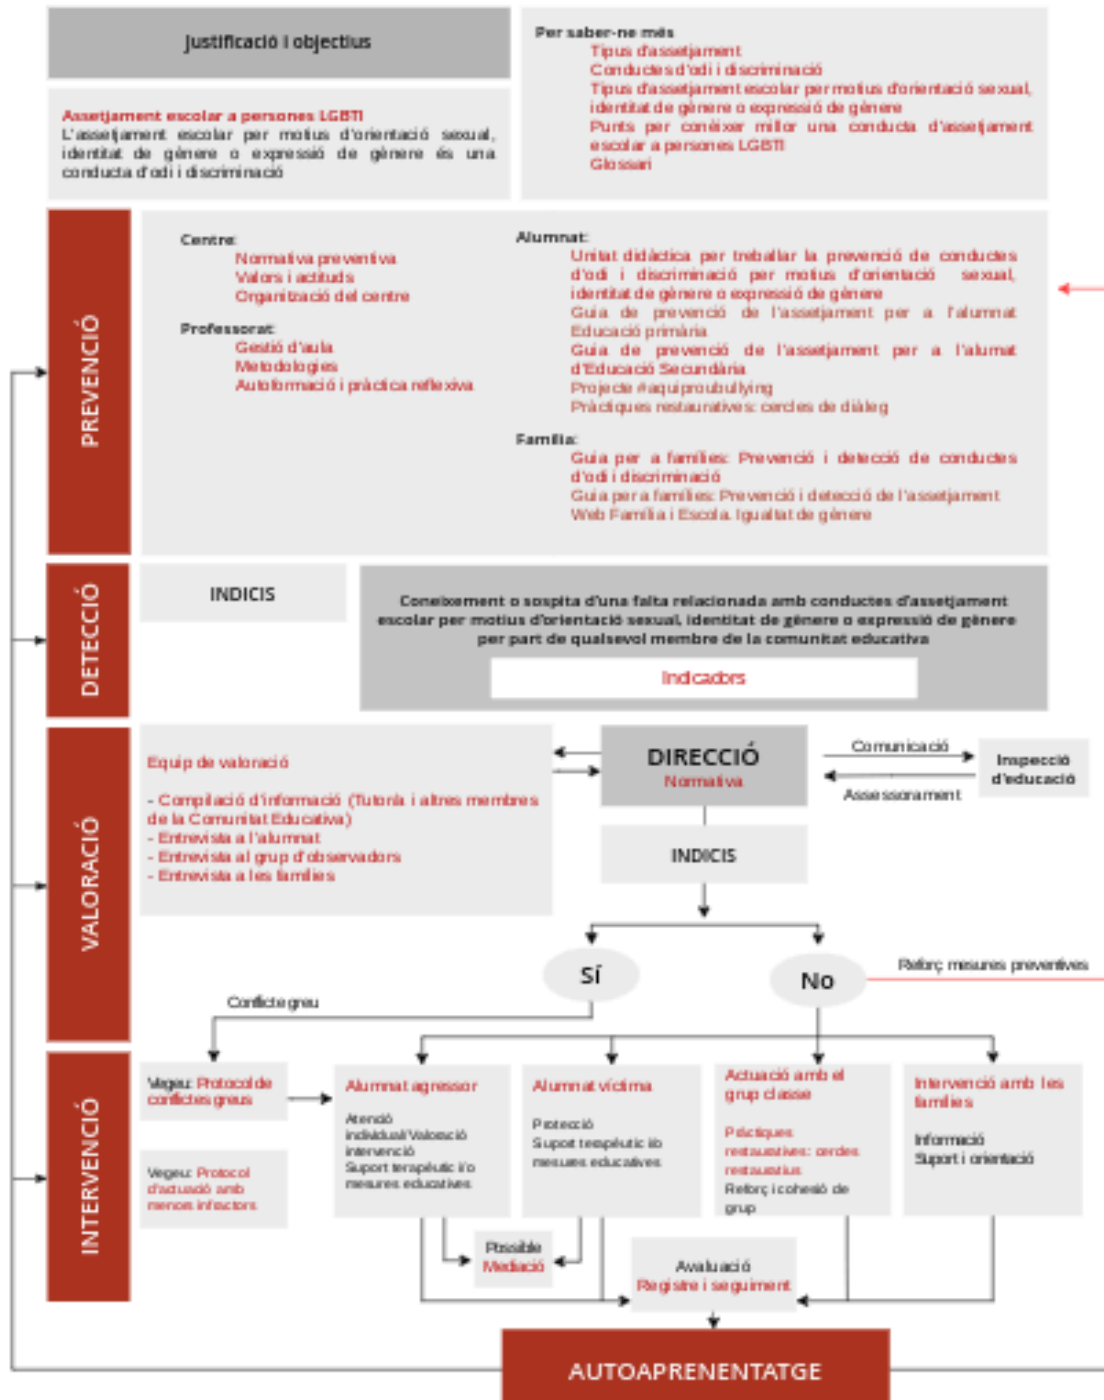 Justificació i objectius
Assetjament escolar a persones LGBTI
L'assetjament escolar per motius d'orientació sexual,
identitat de gènere o expressió de gènere és una
conducta d'odi i discriminació
Per saber-ne més
Tipus d'assetjament
Conductes d'odi i discriminació
Tipus d'assetjament escolar per motius d'orientació sexual,
identitat de gènere o expressió de gènere
Punts per conèixer millor una conducta d'assetjament
escolar a persones LGBTI
Glossari
PREVENCIÓ
Centre:
Normativa preventiva
Valors i actituds
Organització del centre
Professorat:
Gestió d'aula
Metodologies
Autoformació i pràctica reflexiva
Alumnat:
Unitat didàctica per treballar la prevenció de conductes
d'odi i discriminació per motius d'orientació sexual,
identitat de gènere o expressió de gènere
Guia de prevenció de l'assetjament per a l'alumnat
Educació primària
Guia de prevenció de l'assetjament per a l'alumat
d'Educació Secundària
Projecte #aquiproubullying
Pràctiques restauratives: cercles de diàleg
Família:
Guia per a famílies: Prevenció i detecció de conductes
d'odi i discriminació
Guia per a famílies: Prevenció i detecció de l'assetjament
Web Família i Escola. Igualtat de gènere
DETECCIÓ
INDICIS
Coneixement o sospita d'una falta relacionada amb conductes d'assetjament
escolar per motius d'orientació sexual, identitat de gènere o expressió de gènere
per part de qualsevol membre de la comunitat educativa
Indicadors
VALORACIÓ
Equip de valoració
- Compilació d'informació (Tutor/a i altres membres
de la Comunitat Educativa)
- Entrevista a l'alumnat
- Entrevista al grup d'observadors
- Entrevista a les famílies
DIRECCIÓ
Normativa
Comunicació
Assessorament
Inspecció
d'educació
INDICIS
Sí
No
Reforç mesures preventives
Conflicte greu
INTERVENCIÓ
Vegeu: Protocol de
conflictes greus
Vegeu: Protocol
d'actuació amb
menors infractors
Alumnat agressor
Atenció
individual/Valoració
intervenció
Suport terapèutic i/o
mesures educatives
Alumnat víctima
Protecció
Suport terapèutic i/o
mesures educatives
Actuació amb el
grup classe
Pràctiques
restauratives: cercles
restauratius
Reforç i cohesió de
grup
Intervenció amb les
famílies
Informació
Suport i orientació
Possible
Mediació
Avaluació
Registre i seguiment
AUTOAPRENENTATGE